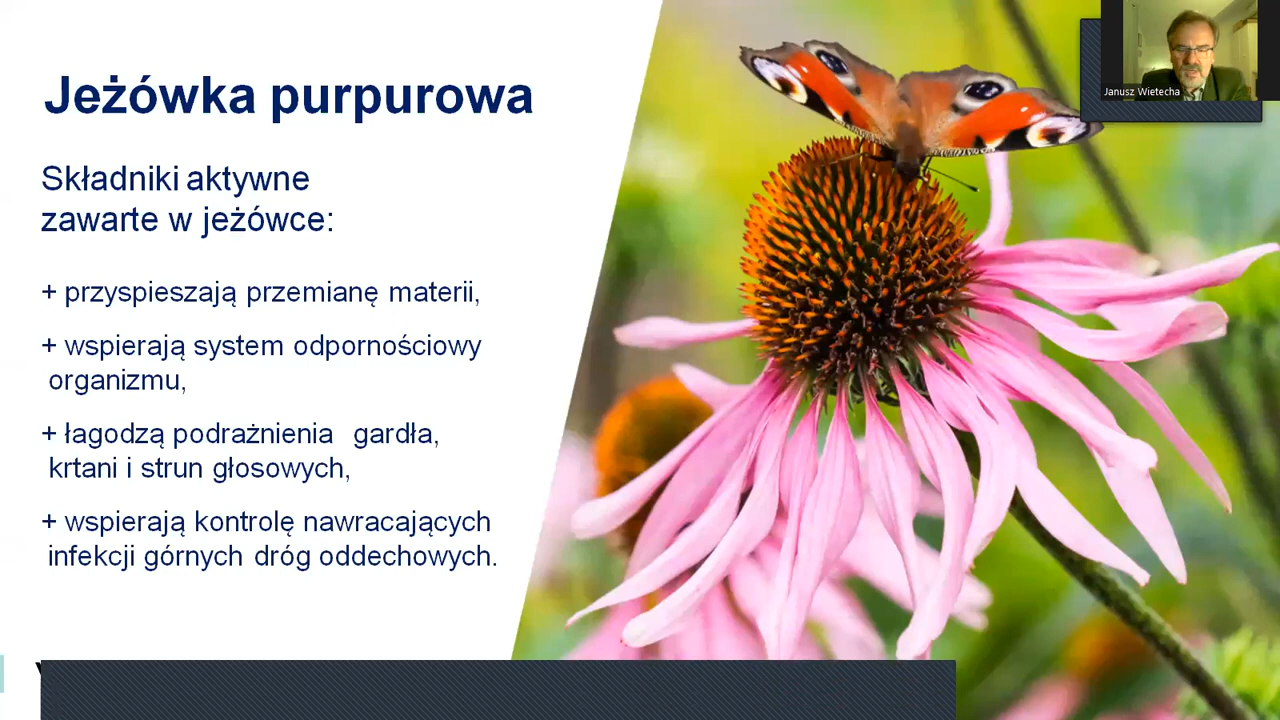 Jeżówka purpurowa
Składniki aktywne
zawarte w jeżówce:
+ przyspieszają przemianę materii,
+ wspierają system odpornościowy
organizmu,
+ łagodzą podrażnienia gardła,
krtani i strun głosowych,
+ wspierają kontrolę nawracających
infekcji górnych dróg oddechowych.
Janusz Wietecha